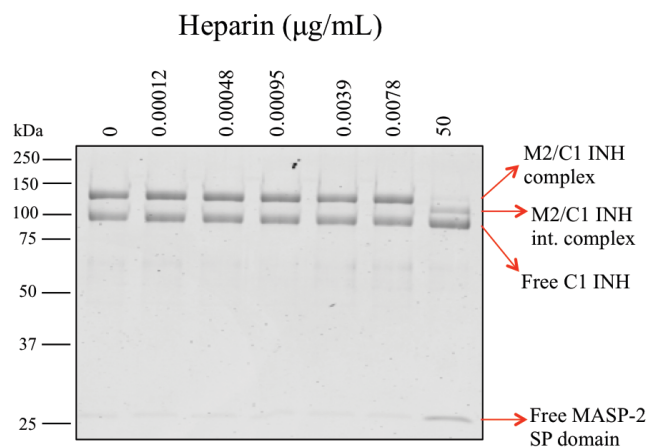 Heparin (μg/mL)
kDa
0
0.00012
0.00048
0.00095
0.0039
0.0078
50
250
150
100
75
50
37
25
M2/C1 INH
complex
M2/C1 INH
int. complex
Free C1 INH
Free MASP-2
SP domain